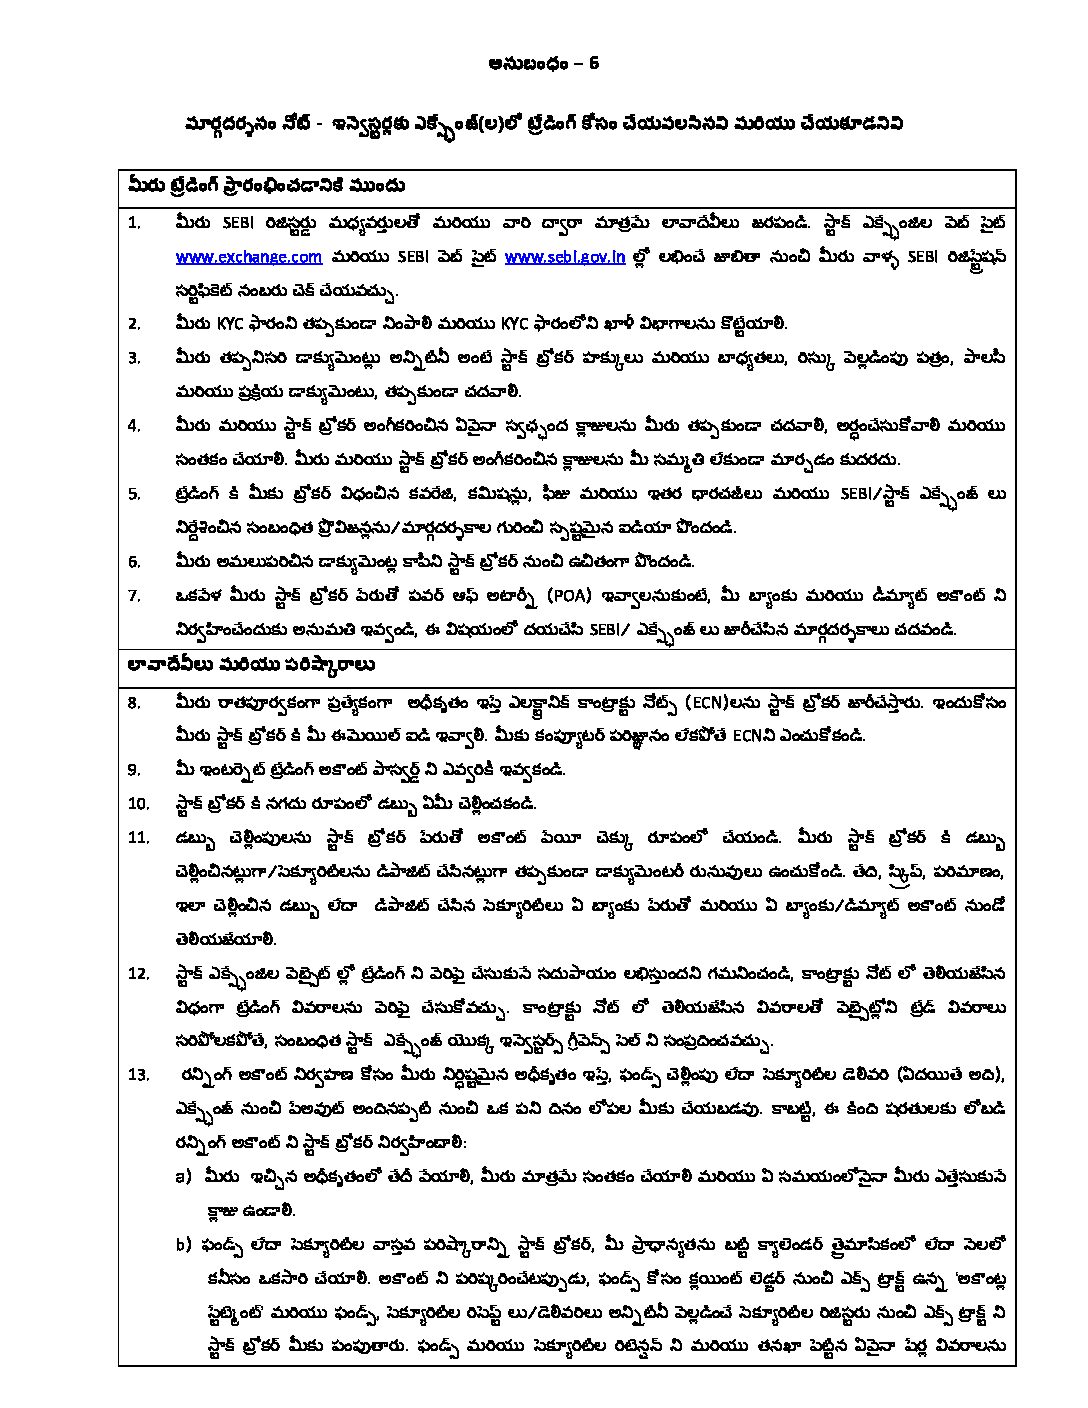 అనుబంధం – 6
మార్గదర్శనం నోట్ - ఇన్వెస్టర్లకు ఎక్స్ఛేంజ్(ల)లో ట్రేడింగ్ కోసం చేయవలసినవి మరియు చేయకూడనివి
మీరు ట్రేడింగ్ ప్రారంభించడానికి ముందు
1. మీరు SEBI రిజిస్టర్డు మధ్యవర్తులతో మరియు వారి ద్వారా మాత్రమే లావాదేవీలు జరపండి. స్టాక్ ఎక్స్ఛేంజిల వెబ్ సైట్
www.exchange.com మరియు SEBI వెబ్ సైట్ www.sebi.gov.in ల్లో లభించే జాబితా నుంచి మీరు వాళ్ళ SEBI రిజిస్ట్రేషన్
సర్టిఫికెట్ నంబరు చెక్ చేయవచ్చు.
2. మీరు KYC ఫారంని తప్పకుండా నింపాలి మరియు KYC ఫారంలోని ఖాళీ విభాగాలను కొట్టేయాలి.
3. మీరు తప్పనిసరి డాక్యుమెంట్లు అన్నిటినీ అంటే స్టాక్ బ్రోకర్ హక్కులు మరియు బాధ్యతలు, రిస్కు వెల్లడింపు పత్రం, పాలసీ
మరియు ప్రక్రియ డాక్యుమెంటు, తప్పకుండా చదవాలి.
4. మీరు మరియు స్టాక్ బ్రోకర్ అంగీకరించిన ఏవైనా స్వఛ్ఛంద క్లాజులను మీరు తప్పకుండా చదవాలి, అర్ధంచేసుకోవాలి మరియు
సంతకం చేయాలి. మీరు మరియు స్టాక్ బ్రోకర్ అంగీకరించిన క్లాజులను మీ సమ్మతి లేకుండా మార్చడం కుదరదు.
5. ట్రేడింగ్ కి మీకు బ్రోకర్ విధించిన కవరేజి, కమిషన్లు, ఫీజు మరియు ఇతర ధారచజీలు మరియు SEBI/స్టాక్ ఎక్స్ఛేంజ్ లు
నిర్దేశించిన సంబంధిత ప్రొవిజన్లను/మార్గదర్శకాల గురించి స్పష్టమైన ఐడియా పొందండి.
6. మీరు అమలుపరిచిన డాక్యుమెంట్ల కాపీని స్టాక్ బ్రోకర్ నుంచి ఉచితంగా పొందండి.
7. ఒకవేళ మీరు స్టాక్ బ్రోకర్ పేరుతో పవర్ ఆఫ్ అటార్నీ (POA) ఇవ్వాలనుకుంటే, మీ బ్యాంకు మరియు డీమ్యాట్ అకౌంట్ ని
నిర్వహించేందుకు అనుమతి ఇవ్వండి, ఈ విషయంలో దయచేసి SEBI/ ఎక్స్ఛేంజ్ లు జారీచేసిన మార్గదర్శకాలు చదవండి.
లావాదేవీలు మరియు పరిష్కారాలు
8. మీరు రాతపూర్వకంగా ప్రత్యేకంగా అధీకృతం ఇస్తే ఎలక్ట్రానిక్ కాంట్రాక్టు నోట్స్ (ECN)లను స్టాక్ బ్రోకర్ జారీచేస్తారు. ఇందుకోసం
మీరు స్టాక్ బ్రోకర్ కి మీ ఈమెయిల్ ఐడి ఇవ్వాలి. మీకు కంప్యూటర్ పరిజ్ఞానం లేకపోతే ECNని ఎంచుకోకండి.
9. మీ ఇంటర్నెట్ ట్రేడింగ్ అకౌంట్ పాస్వర్డ్ ని ఎవ్వరికీ ఇవ్వకండి.
10. స్టాక్ బ్రోకర్ కి నగదు రూపంలో డబ్బు ఏమీ చెల్లించకండి.
11. డబ్బు చెల్లింపులను స్టాక్ బ్రోకర్ పేరుతో అకౌంట్ పేయీ చెక్కు రూపంలో చేయండి. మీరు స్టాక్ బ్రోకర్ కి డబ్బు
చెల్లించినట్లుగా/సెక్యూరిటీలను డిపాజిట్ చేసినట్లుగా తప్పకుండా డాక్యుమెంటరీ రుసువులు ఉంచుకోండి. తేది, స్క్రిప్, పరిమాణం,
ఇలా చెల్లించిన డబ్బు లేదా డిపాజిట్ చేసిన సెక్యూరిటీలు ఏ బ్యాంకు పేరుతో మరియు ఏ బ్యాంకు/డిమ్యాట్ అకౌంట్ నుండో
తెలియజేయాలి.
12. స్టాక్ ఎక్స్ఛేంజిల వెబ్సైట్ ల్లో ట్రేడింగ్ ని వెరిఫై చేసుకునే సదుపాయం లభిస్తుందని గమనించండి, కాంట్రాక్టు నోట్ లో తెలియజేసిన
విధంగా ట్రేడింగ్ వివరాలను వెరిఫై చేసుకోవచ్చు. కాంట్రాక్టు నోట్ లో తెలియజేసిన వివరాలతో వెబ్సైట్లోని ట్రేడ్ వివరాలు
సరిపోలకపోతే, సంబంధిత స్టాక్ ఎక్స్ఛేంజ్ యొక్క ఇన్వెస్టర్స్ గ్రీవెన్స్ సెల్ ని సంప్రదించవచ్చు.
13. రన్నింగ్ అకౌంట్ నిర్వహణ కోసం మీరు నిర్ధిష్టమైన అధీకృతం ఇస్తే, ఫండ్స్ చెల్లింపు లేదా సెక్యూరిటీల డెలివరి (ఏదయితే అది),
ఎక్స్ఛేంజ్ నుంచి పేఅవుట్ అందినప్పటి నుంచి ఒక పని దినం లోపల మీకు చేయబడవు. కాబట్టి, ఈ కింది షరతులకు లోబడి
రన్నింగ్ అకౌంట్ ని స్టాక్ బ్రోకర్ నిర్వహించాలి:
a) మీరు ఇచ్చిన అధీకృతంలో తేదీ వేయాలి, మీరు మాత్రమే సంతకం చేయాలి మరియు ఏ సమయంలోనైనా మీరు ఎత్తేసుకునే
క్లాజు ఉండాలి.
b) ఫండ్స్ లేదా సెక్యూరిటీల వాస్తవ పరిష్కారాన్ని స్టాక్ బ్రోకర్, మీ ప్రాధాన్యతను బట్టి క్యాలెండర్ త్రైమాసికంలో లేదా నెలలో
కనీసం ఒకసారి చేయాలి. అకౌంట్ ని పరిష్కరించేటప్పుడు, ఫండ్స్ కోసం క్లయింట్ లెడ్జర్ నుంచి ఎక్స్ ట్రాక్ట్ ఉన్న 'అకౌంట్ల
స్టేట్మెంట్' మరియు ఫండ్స్, సెక్యూరిటీల రిసెప్ట్ లు/డెలివరిలు అన్నిటినీ వెల్లడించే సెక్యూరిటీల రిజిస్టరు నుంచి ఎక్స్ ట్రాక్ట్ ని
స్టాక్ బ్రోకర్ మీకు పంపుతారు. ఫండ్స్ మరియు సెక్యూరిటీల రిటెన్షన్ ని మరియు తనఖా పెట్టిన ఏవైనా పేర్ల వివరాలను